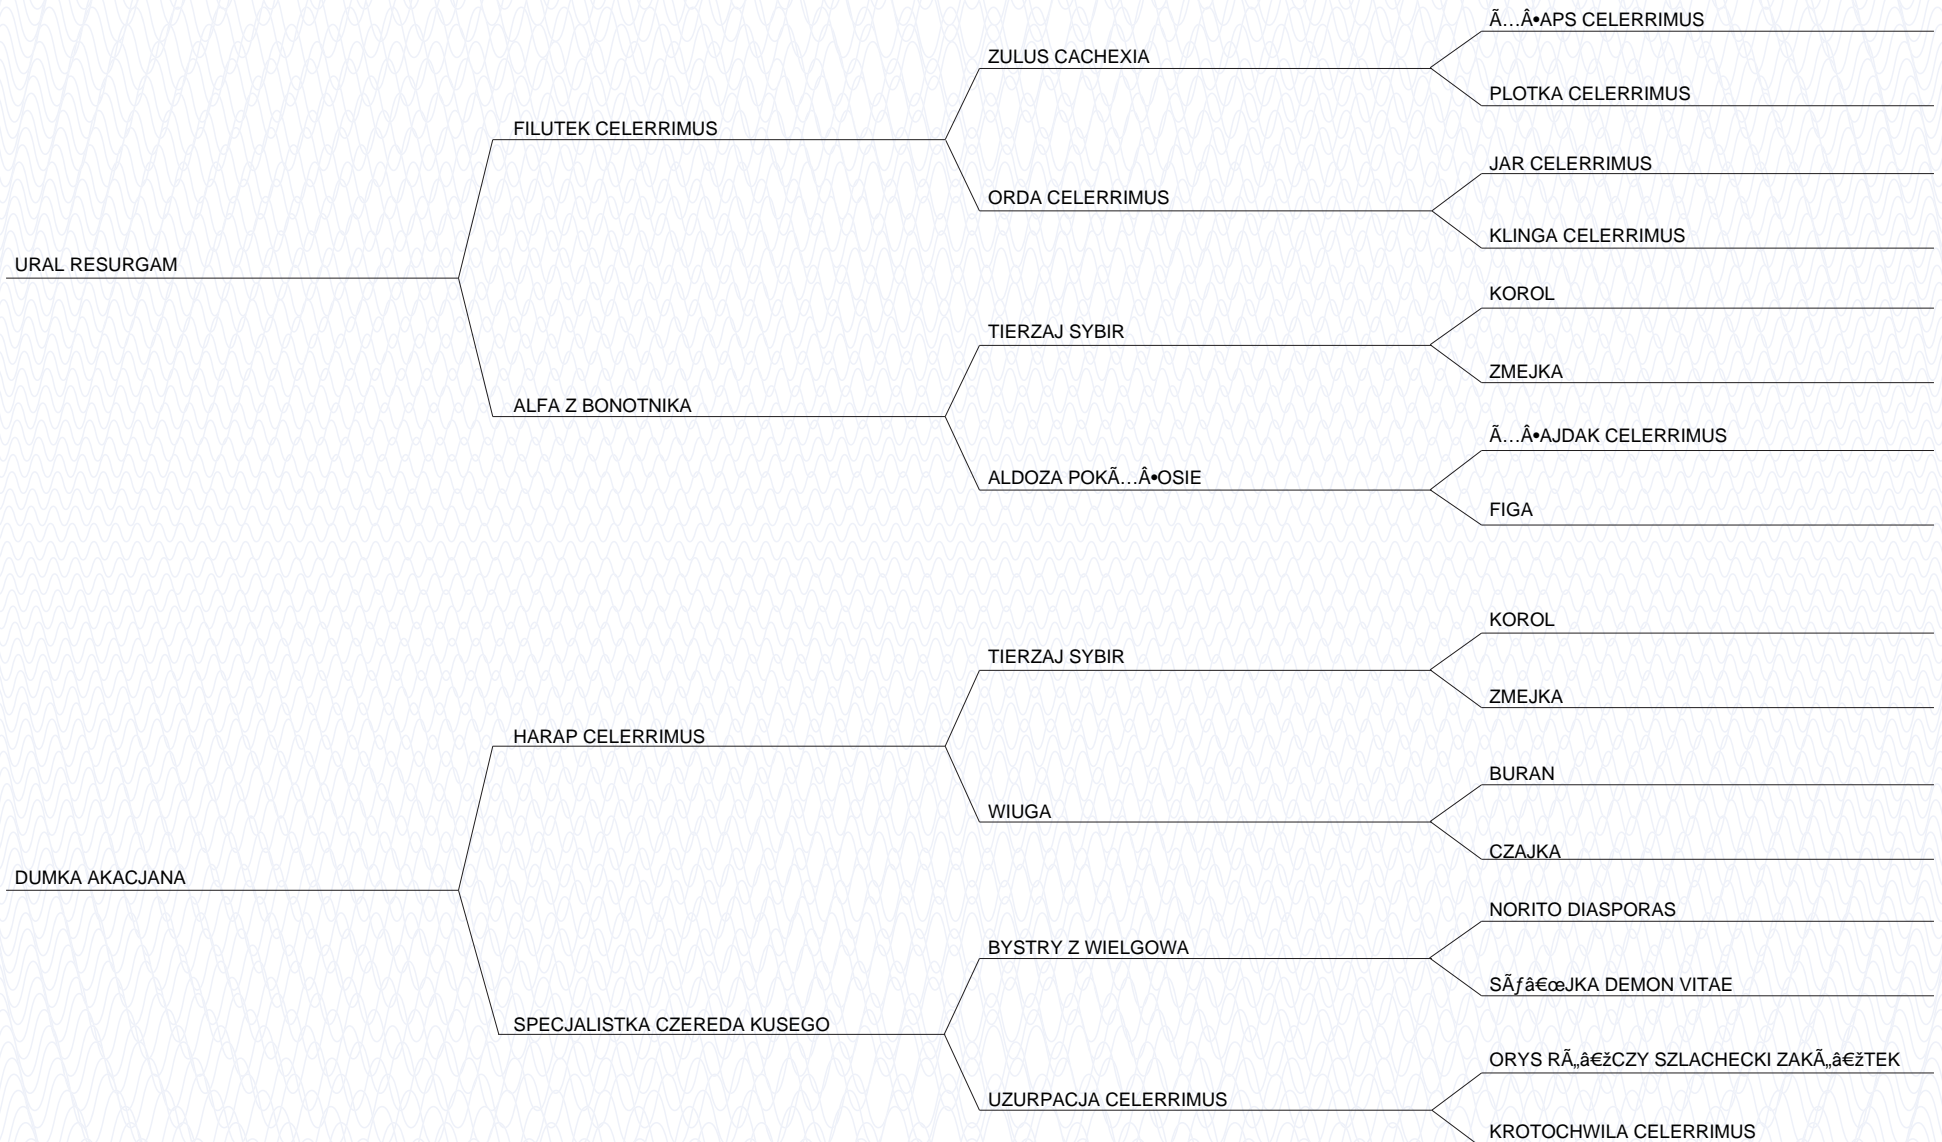 Ã…Â•APS CELERRIMUS
ZULUS CACHEXIA
PLOTKA CELERRIMUS
FILUTEK CELERRIMUS
JAR CELERRIMUS
ORDA CELERRIMUS
KLINGA CELERRIMUS
URAL RESURGAM
KOROL
TIERZAJ SYBIR
ZMEJKA
ALFA Z BONOTNIKA
Ã…Â•AJDAK CELERRIMUS
ALDOZA POKÃ…Â•OSIE
FIGA
KOROL
TIERZAJ SYBIR
ZMEJKA
HARAP CELERRIMUS
BURAN
WIUGA
CZAJKA
DUMKA AKACJANA
NORITO DIASPORAS
BYSTRY Z WIELGOWA
SÃƒâ€œJKA DEMON VITAE
SPECJALISTKA CZEREDA KUSEGO
ORYS RÃ„â€žCZY SZLACHECKI ZAKÃ„â€žTEK
UZURPACJA CELERRIMUS
KROTOCHWILA CELERRIMUS